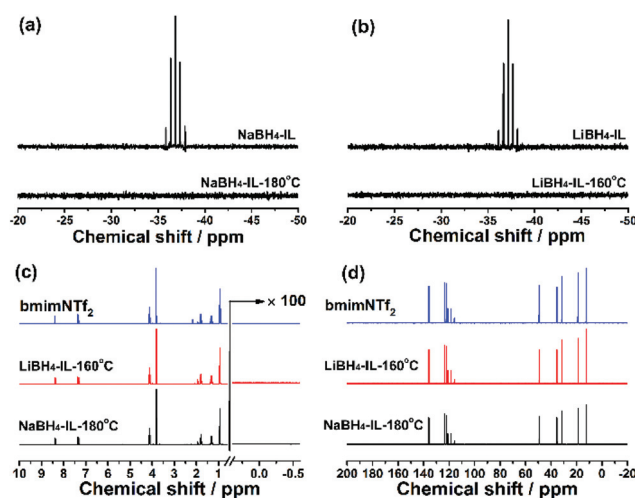 (a)
NaBH₄-IL
NaBH₄-IL-180°C
-20 -25 -30 -35 -40 -45 -50
Chemical shift / ppm
(b)
LiBH₄-IL
LiBH₄-IL-160°C
-20 -25 -30 -35 -40 -45 -50
Chemical shift / ppm
(c)
bmimNTf₂
× 100
LiBH₄-IL-160°C
NaBH₄-IL-180°C
10 9 8 7 6 5 4 3 2 1 0.0 -0.5
Chemical shift / ppm
(d)
bmimNTf₂
LiBH₄-IL-160°C
NaBH₄-IL-180°C
200 180 160 140 120 100 80 60 40 20 0 -20
Chemical shift / ppm